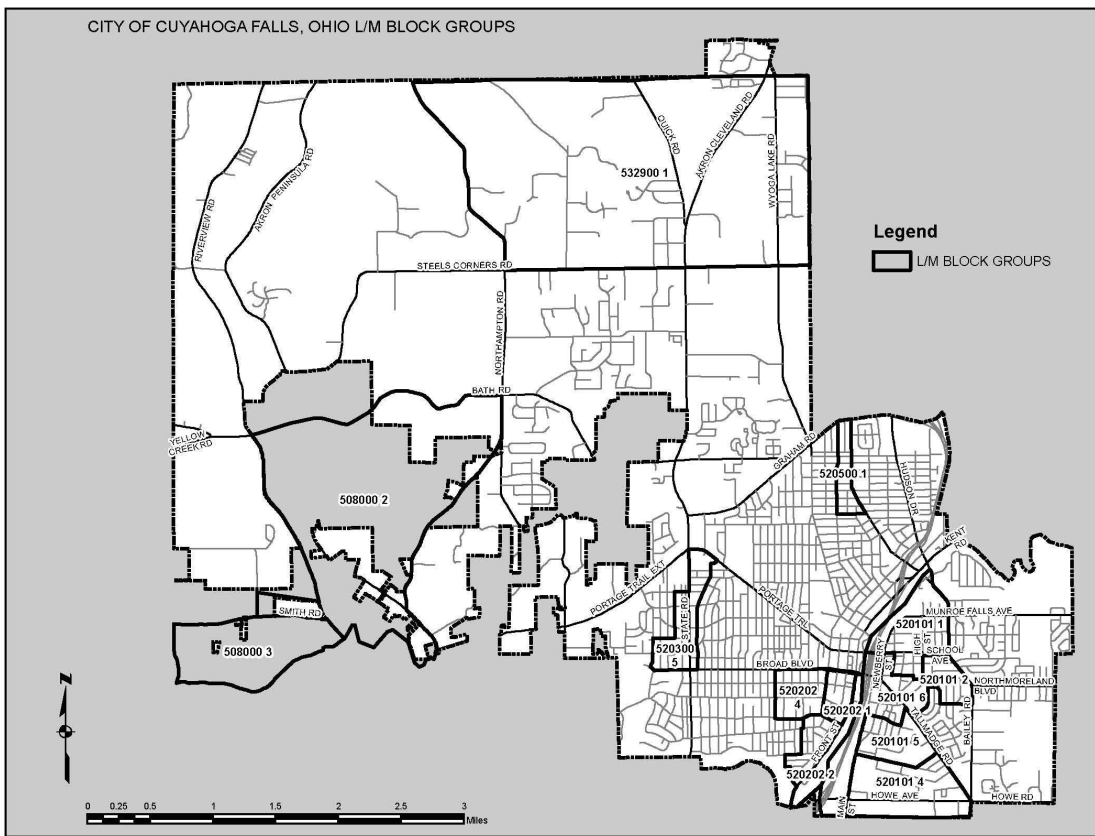 CITY OF CUYAHOGA FALLS, OHIO L/M BLOCK GROUPS
RIVERVIEW RD
AKRON PENINSULA RD
QUICK RD
AKRON CLEVELAND RD
WYOGA LAKE RD
532900 1
Legend
L/M BLOCK GROUPS
STEELS CORNERS RD
NORTHAMPTON RD
BATH RD
YELLOW
CREEK RD
GRAHAM RD
520500 1
HUDSON DR
508000 2
KENT
RD
PORTAGE TRAIL EXT
PORTAGE TRL
STATE RD
SMITH RD
MUNROE FALLS AVE
520101 1
HIGH
ST
SCHOOL
AVE
NEWBERRY
ST
508000 3
520300
5
BROAD BLVD
520101 2
NORTHMORELAND
BLVD
520202
4
520101 6
520202 1
FRONT ST
TALLMADGE RD
BAILEY RD
520101 5
520202 2
520101 4
MAIN
ST
HOWE AVE
HOWE RD
N
0 0.25 0.5 1 1.5 2 2.5 3
Miles